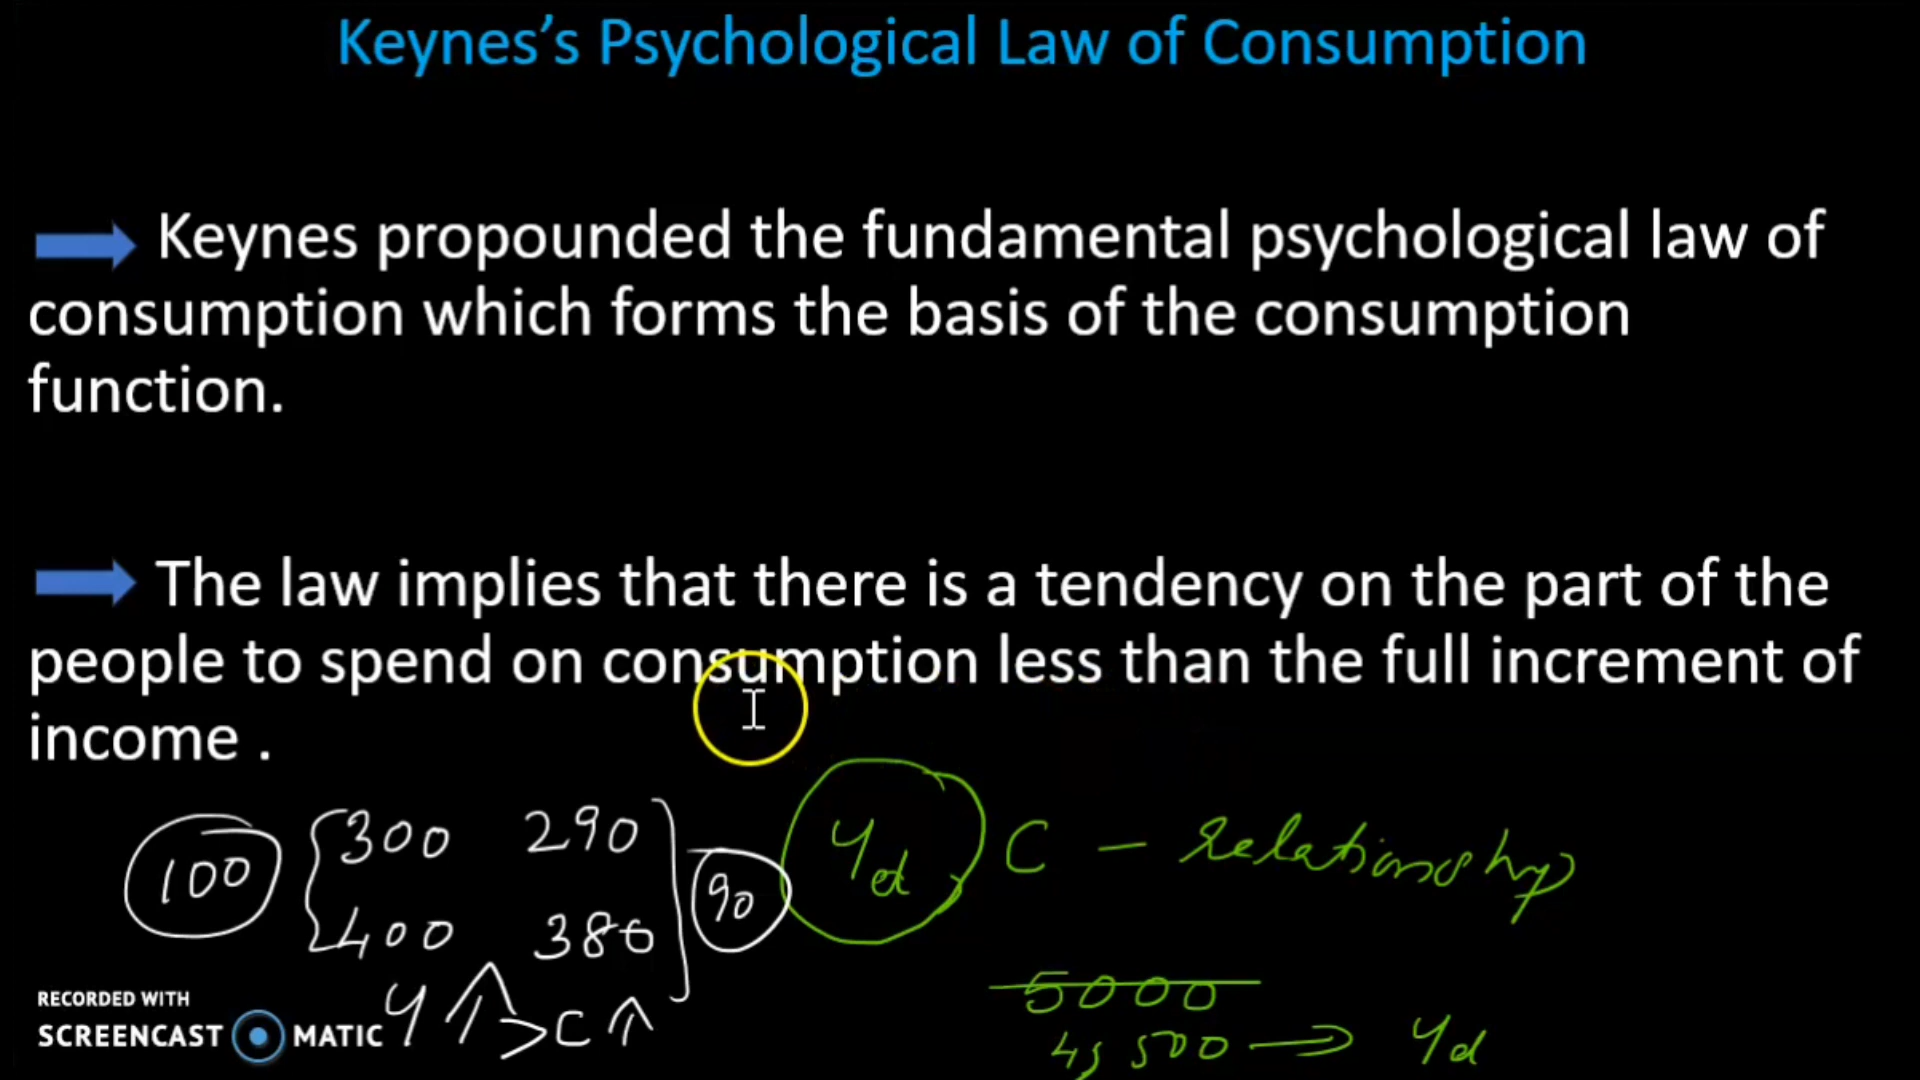 Keynes’s Psychological Law of Consumption
Keynes propounded the fundamental psychological law of
consumption which forms the basis of the consumption
function.
The law implies that there is a tendency on the part of the
people to spend on consumption less than the full increment of
income .
100 {300 290] 90
400 380
Yd C – Relationship
Y ↑ > C ↑
5000
4,500 → Yd
RECORDED WITH
SCREENCAST MATIC